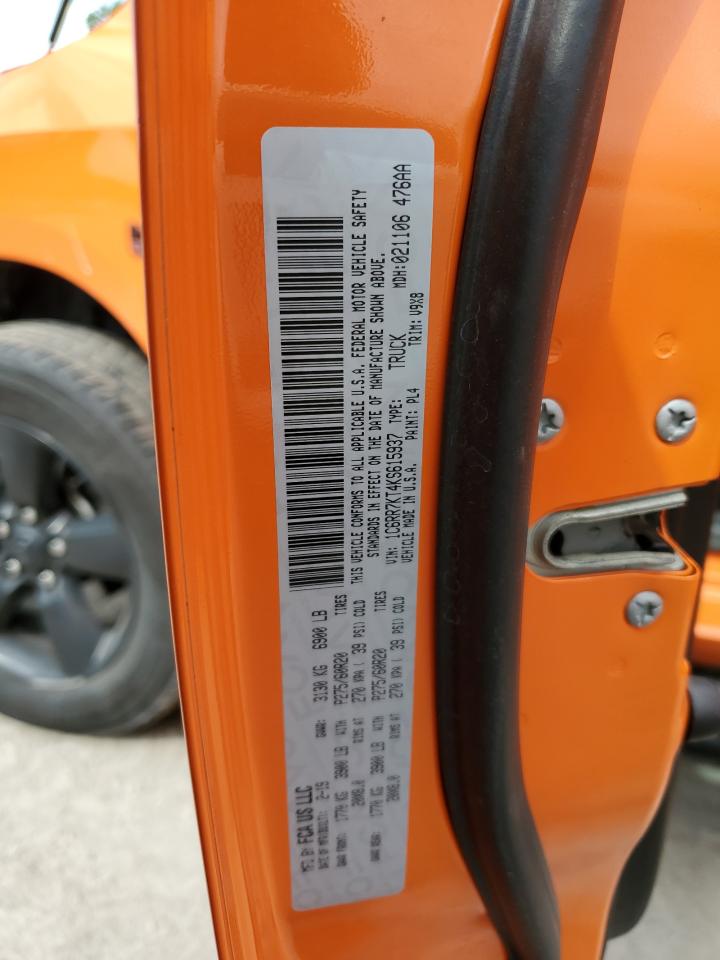 MFD BY: FCA US LLC
DATE OF MFR/BUILT: 2-19
GVWR: 3130 KG 6900 LB
GAWR FRONT: 1770 KG 3900 LB WITH P275/60R20 TIRES
20X8.0 RIMS AT 270 KPA ( 39 PSI) COLD
GAWR REAR: 1770 KG 3900 LB WITH P275/60R20 TIRES
20X8.0 RIMS AT 270 KPA ( 39 PSI) COLD
THIS VEHICLE CONFORMS TO ALL APPLICABLE U.S.A. FEDERAL MOTOR VEHICLE SAFETY
STANDARDS IN EFFECT ON THE DATE OF MANUFACTURE SHOWN ABOVE.
VIN: 1C6RR7KT4KS615937 TYPE: TRUCK MDH:021106 476AA
VEHICLE MADE IN U.S.A. PAINT: PL4 TRIM: V9X8